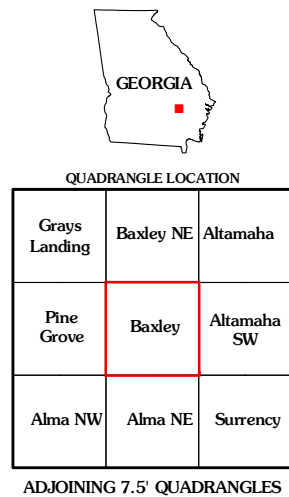 GEORGIA
QUADRANGLE LOCATION
Grays
Landing
Baxley NE
Altamaha
Pine
Grove
Baxley
Altamaha
SW
Alma NW
Alma NE
Surrency
ADJOINING 7.5' QUADRANGLES